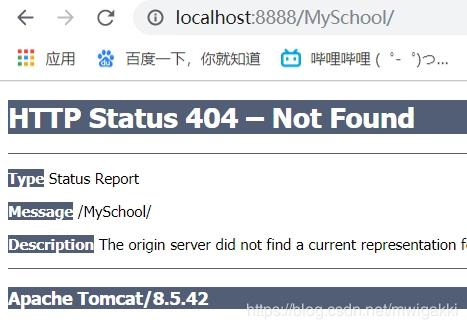 localhost:8888/MySchool/
应用 百度一下，你就知道 哔哩哔哩 ( ゜- ゜)つ...
HTTP Status 404 – Not Found
Type Status Report
Message /MySchool/
Description The origin server did not find a current representation f
Apache Tomcat/8.5.42
https://blog.csdn.net/mwigakki